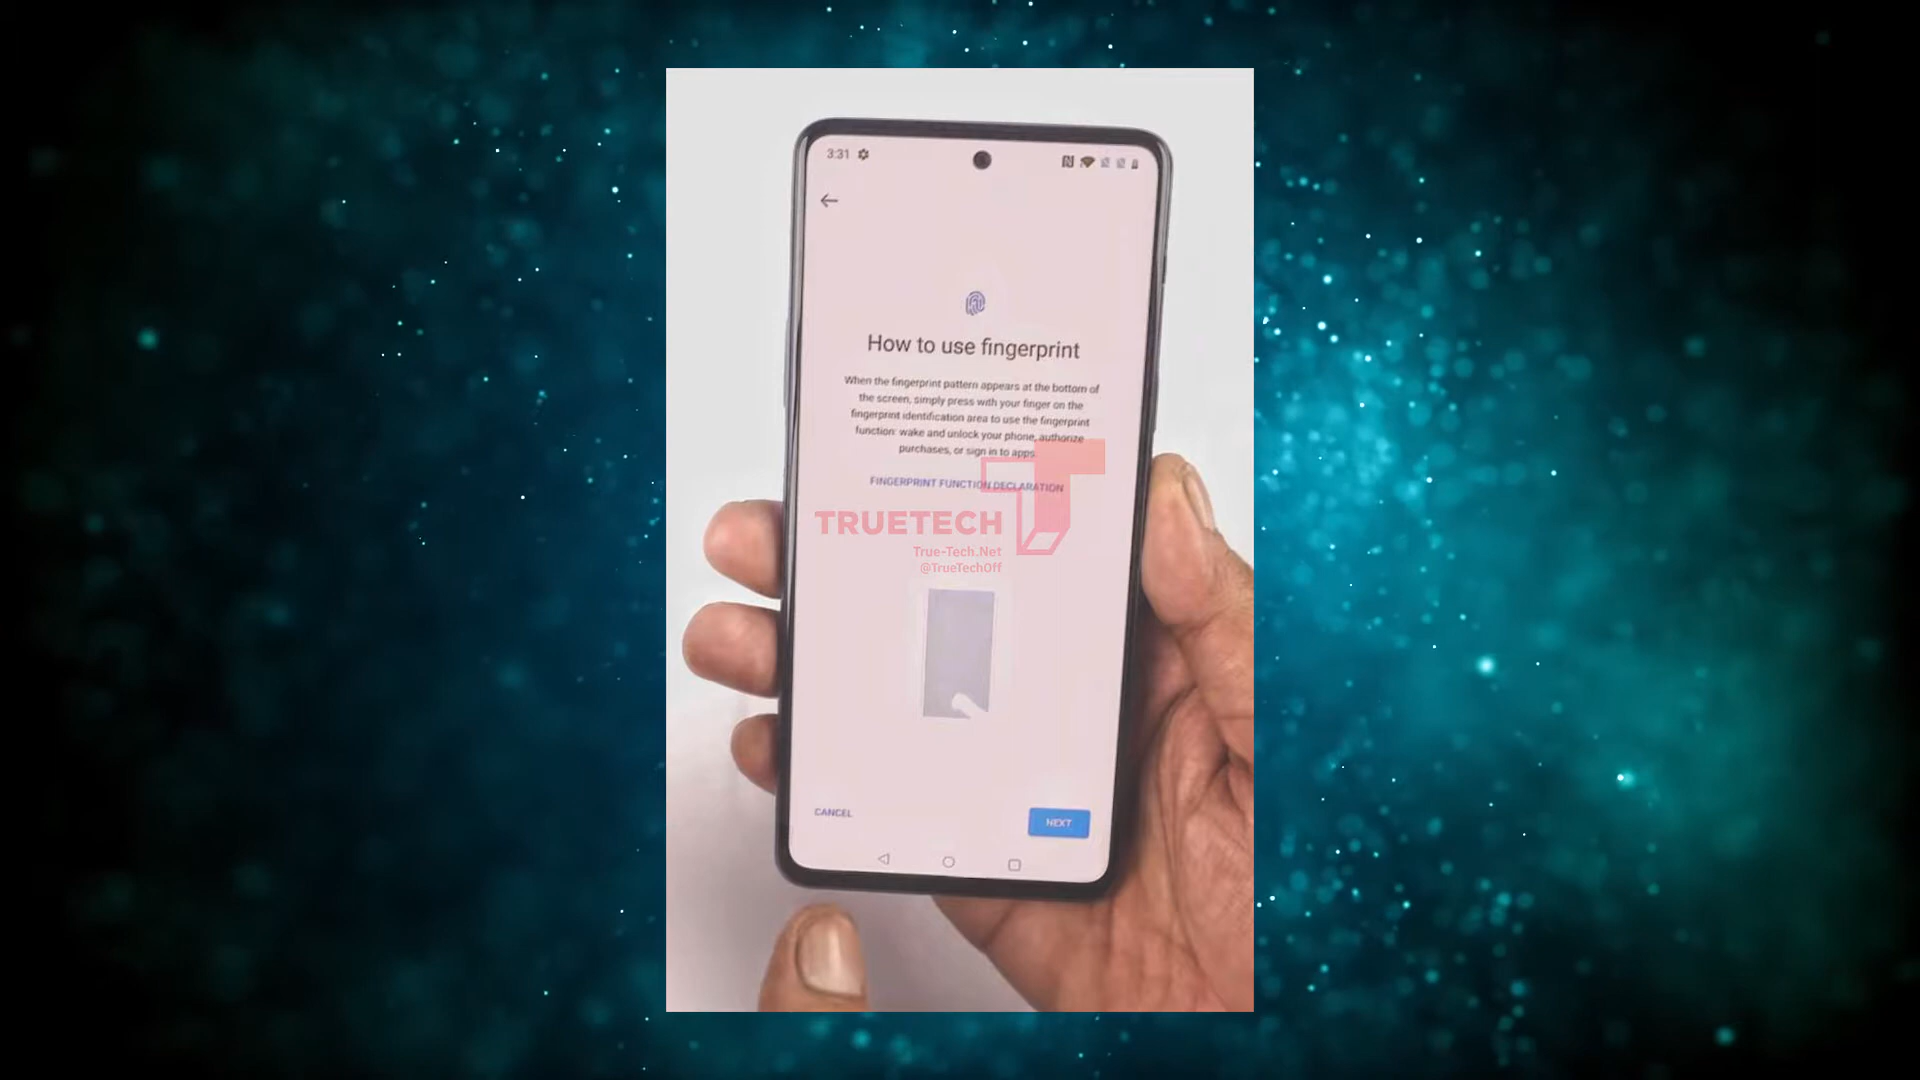 3:31
How to use fingerprint
When the fingerprint pattern appears at the bottom of
the screen, simply press with your finger on the
fingerprint identification area to use the fingerprint
function: wake and unlock your phone, authorize
purchases, or sign in to apps.
FINGERPRINT FUNCTION DECLARATION
TRUETECH
True-Tech.Net
@TrueTechOff
CANCEL
NEXT